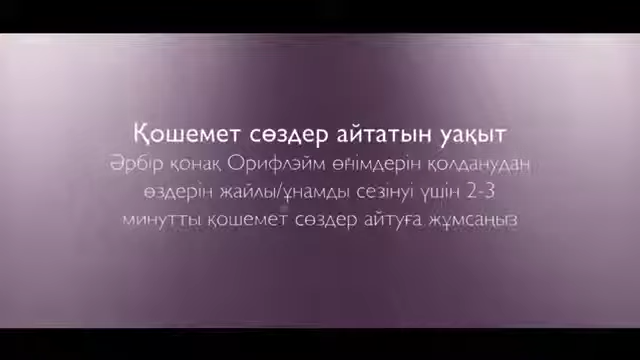 Қошемет сөздер айтатын уақыт
Әрбір қонақ Орифлэйм өнімдерін қолданудан
өздерін жайлы/ұнамды сезінуі үшін 2-3
минутты қошемет сөздер айтуға жұмсаңыз